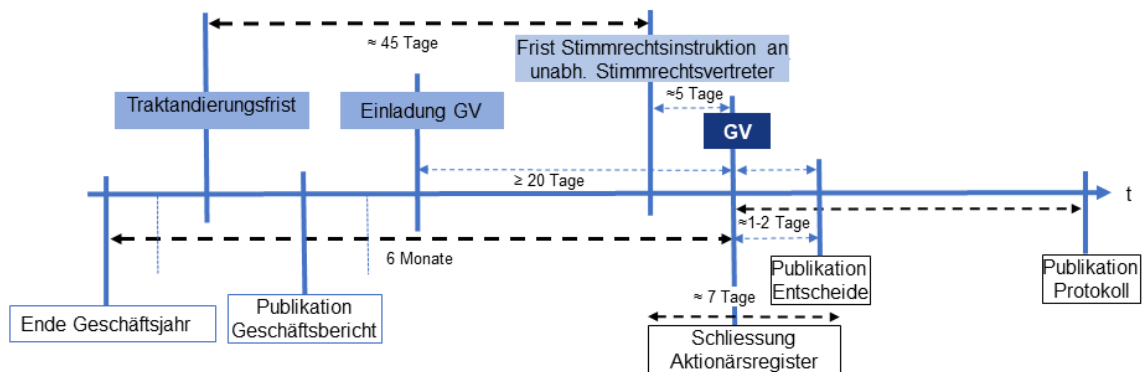 ≈ 45 Tage
Frist Stimmrechtsinstruktion an
unabh. Stimmrechtsvertreter
Traktandierungsfrist
Einladung GV
≈5 Tage
GV
≥ 20 Tage
t
≈1-2 Tage
6 Monate
Ende Geschäftsjahr
Publikation
Geschäftsbericht
Publikation
Entscheide
Publikation
Protokoll
≈ 7 Tage
Schliessung
Aktionärsregister